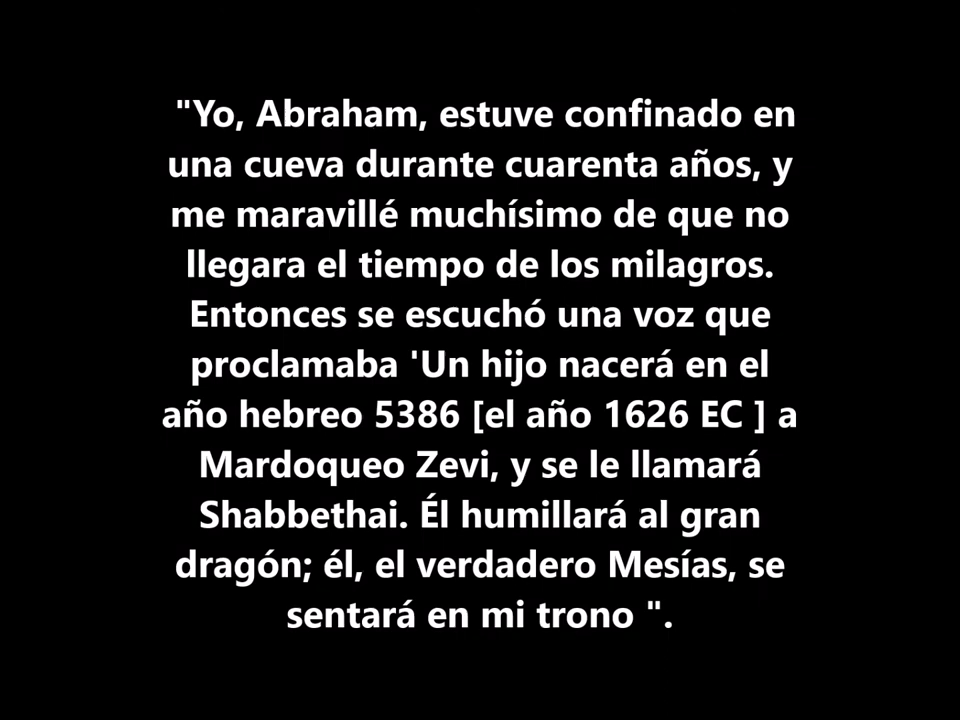 "Yo, Abraham, estuve confinado en
una cueva durante cuarenta años, y
me maravillé muchísimo de que no
llegara el tiempo de los milagros.
Entonces se escuchó una voz que
proclamaba 'Un hijo nacerá en el
año hebreo 5386 [el año 1626 EC ] a
Mardoqueo Zevi, y se le llamará
Shabbethai. Él humillará al gran
dragón; él, el verdadero Mesías, se
sentará en mi trono ".